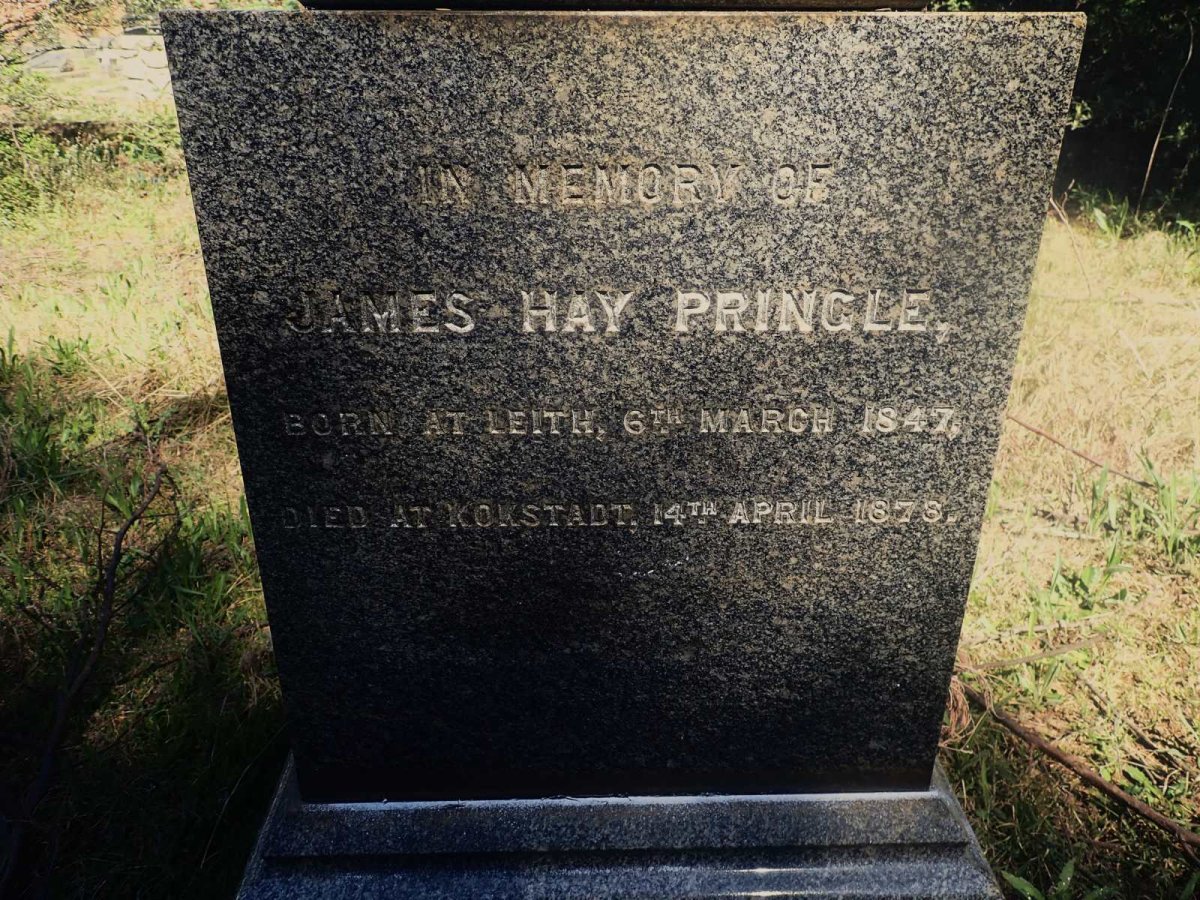 IN MEMORY OF
JAMES HAY PRINGLE,
BORN AT LEITH, 6TH MARCH 1847,
DIED AT KOKSTADT, 14TH APRIL 1878.